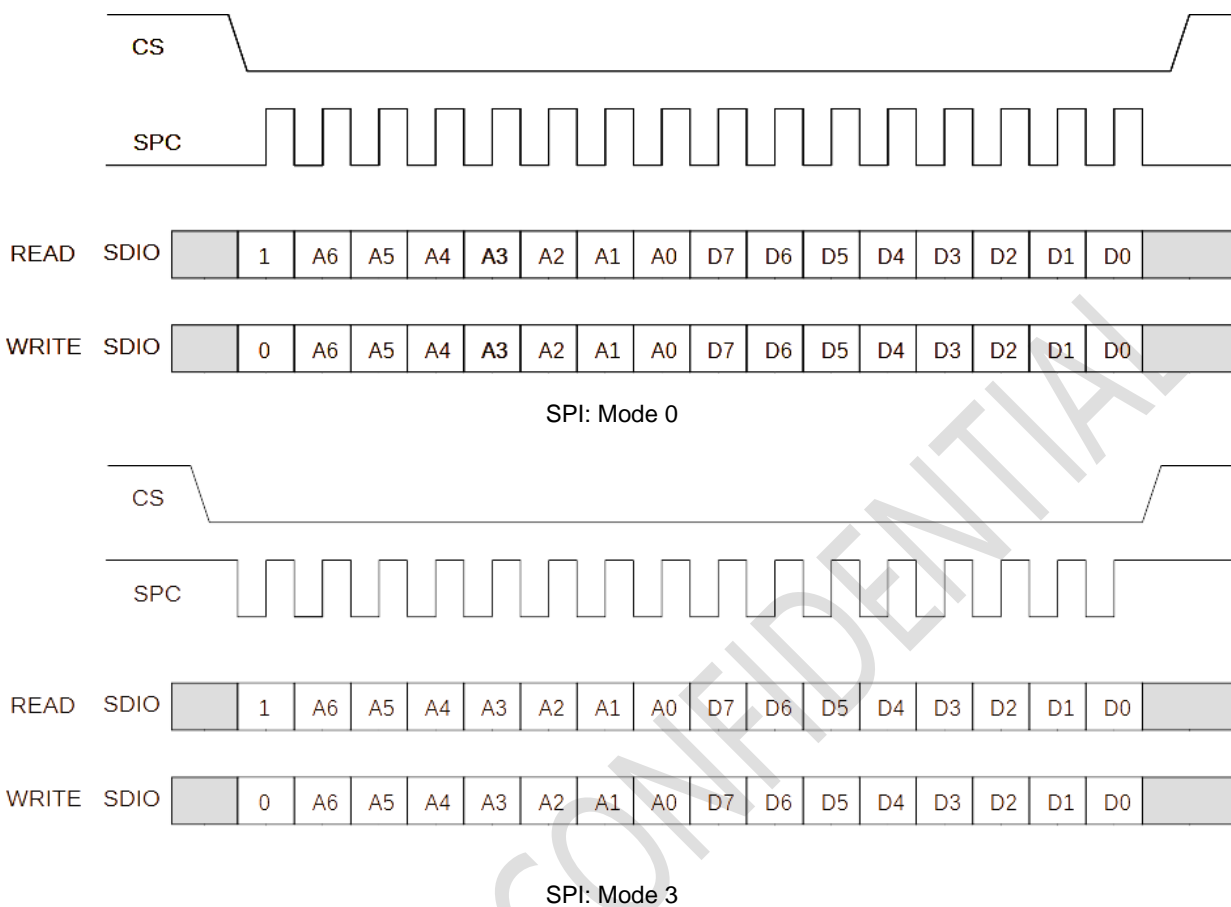 CS
SPC
READ SDIO 1 A6 A5 A4 A3 A2 A1 A0 D7 D6 D5 D4 D3 D2 D1 D0
WRITE SDIO 0 A6 A5 A4 A3 A2 A1 A0 D7 D6 D5 D4 D3 D2 D1 D0
SPI: Mode 0
CS
SPC
READ SDIO 1 A6 A5 A4 A3 A2 A1 A0 D7 D6 D5 D4 D3 D2 D1 D0
WRITE SDIO 0 A6 A5 A4 A3 A2 A1 A0 D7 D6 D5 D4 D3 D2 D1 D0
SPI: Mode 3
CONFIDENTIAL